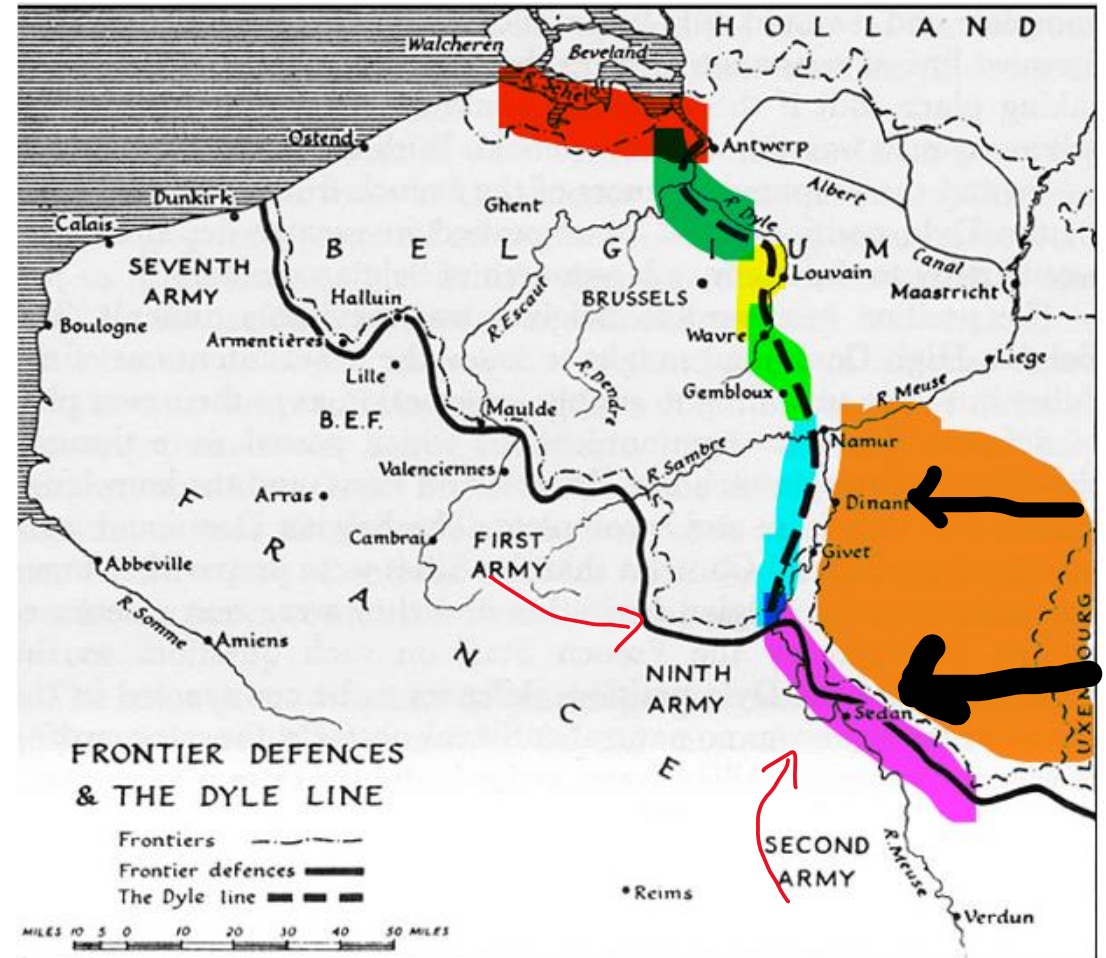 HOLLAND
Walcheren
Beveland
R. Schelde
Ostend
Antwerp
Albert
Canal
Dunkirk
Ghent
R. Dyle
Calais
BELGIUM
SEVENTH
ARMY
Louvain
Halluin
BRUSSELS
Maastricht
Boulogne
R. Escaut
Armentières
Wavre
R. Dender
Liege
Lille
Gembloux
R. Meuse
Maulde
B.E.F.
Namur
R. Sambre
Valenciennes
Arras
Dinant
Cambrai
FIRST
ARMY
Givet
FRANCE
Abbeville
R. Somme
Amiens
LUXENBOURG
NINTH
ARMY
Sedan
FRONTIER DEFENCES
& THE DYLE LINE
Frontiers
Frontier defences
The Dyle line
SECOND
ARMY
R. Meuse
Reims
Verdun
MILES 10 5 0 10 20 30 40 50 MILES